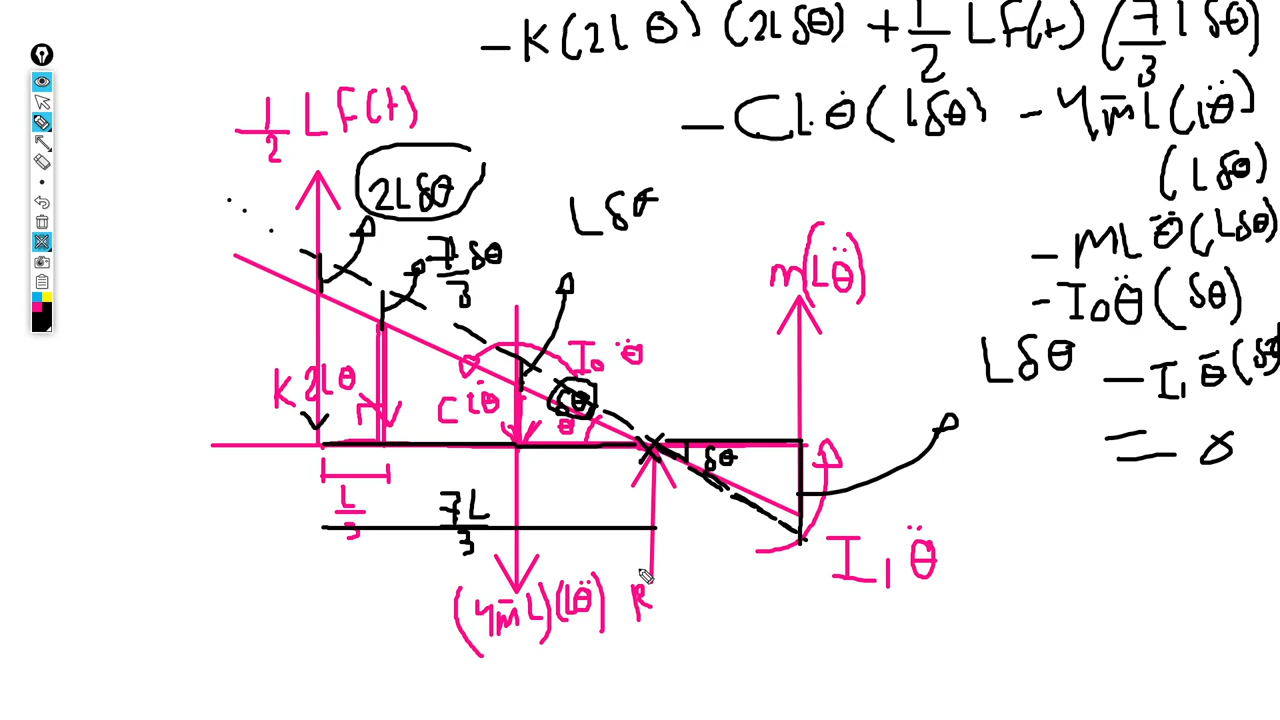 -K(2Lθ)(2Lδθ) + 1/2 LF(t) (7/3 Lδθ)
- CLθ̇(Lδθ) - 4m̄L(Lθ̈)
(Lδθ)
- mLθ̈(Lδθ)
- I₀θ̈(δθ)
- I₁θ̈(δθ
= 0
1/2 LF(t)
2Lδθ
Lδθ
7/3 δθ
m(Lθ̈)
I₀ θ̈
Lδθ
K2Lθ
CLθ̇
θ
δθ
L/3
7L/3
I₁θ̈
(4m̄L)(Lθ̈)
R